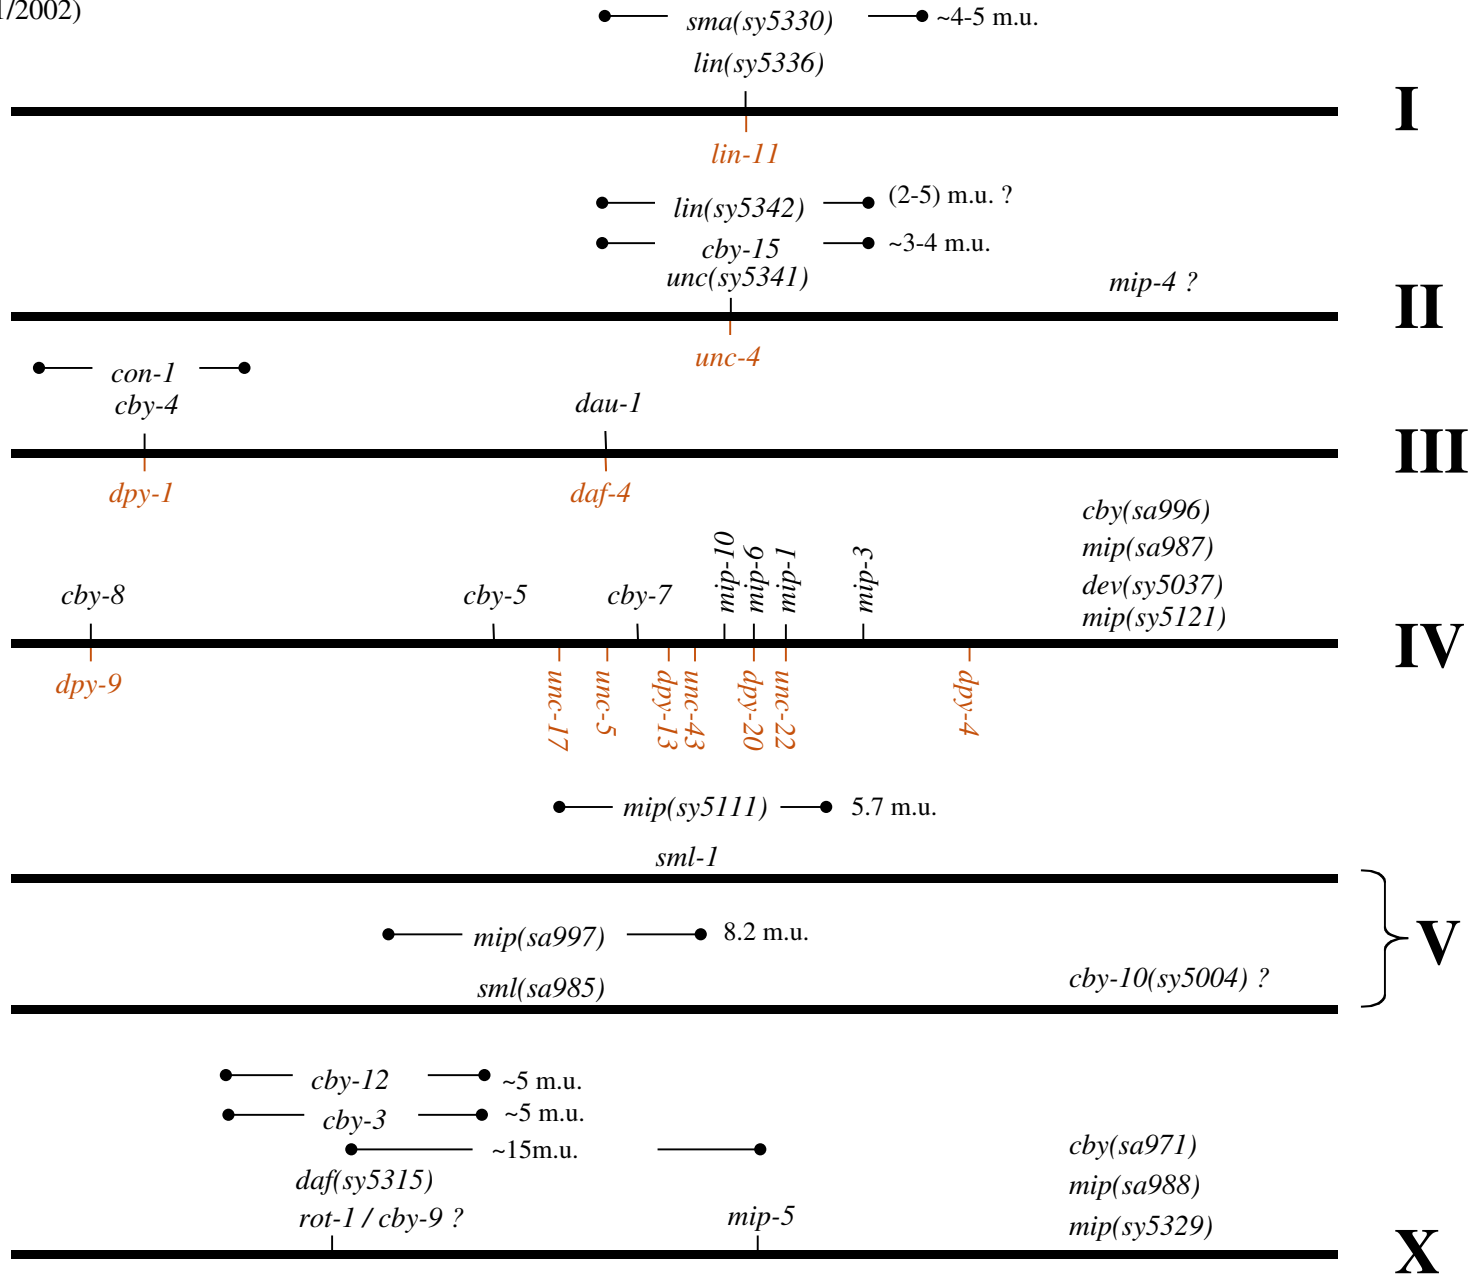 1/2002)
sma(sy5330) ~4-5 m.u.
lin(sy5336)
I
lin-11
lin(sy5342) (2-5) m.u. ?
cby-15 ~3-4 m.u.
unc(sy5341) mip-4 ?
II
unc-4
con-1
cby-4 dau-1
III
dpy-1 daf-4
cby(sa996)
mip(sa987)
dev(sy5037)
mip(sy5121)
cby-8 cby-5 cby-7 mip-10 mip-9 mip-1 mip-3
IV
dpy-9 unc-17 unc-5 dpy-13 unc-43 dpy-20 unc-22 dpy-4
mip(sy5111) 5.7 m.u.
sml-1
V
mip(sa997) 8.2 m.u.
sml(sa985) cby-10(sy5004) ?
cby-12 ~5 m.u.
cby-3 ~5 m.u.
~15m.u. cby(sa971)
daf(sy5315) mip(sa988)
rot-1 / cby-9 ? mip-5 mip(sy5329)
X